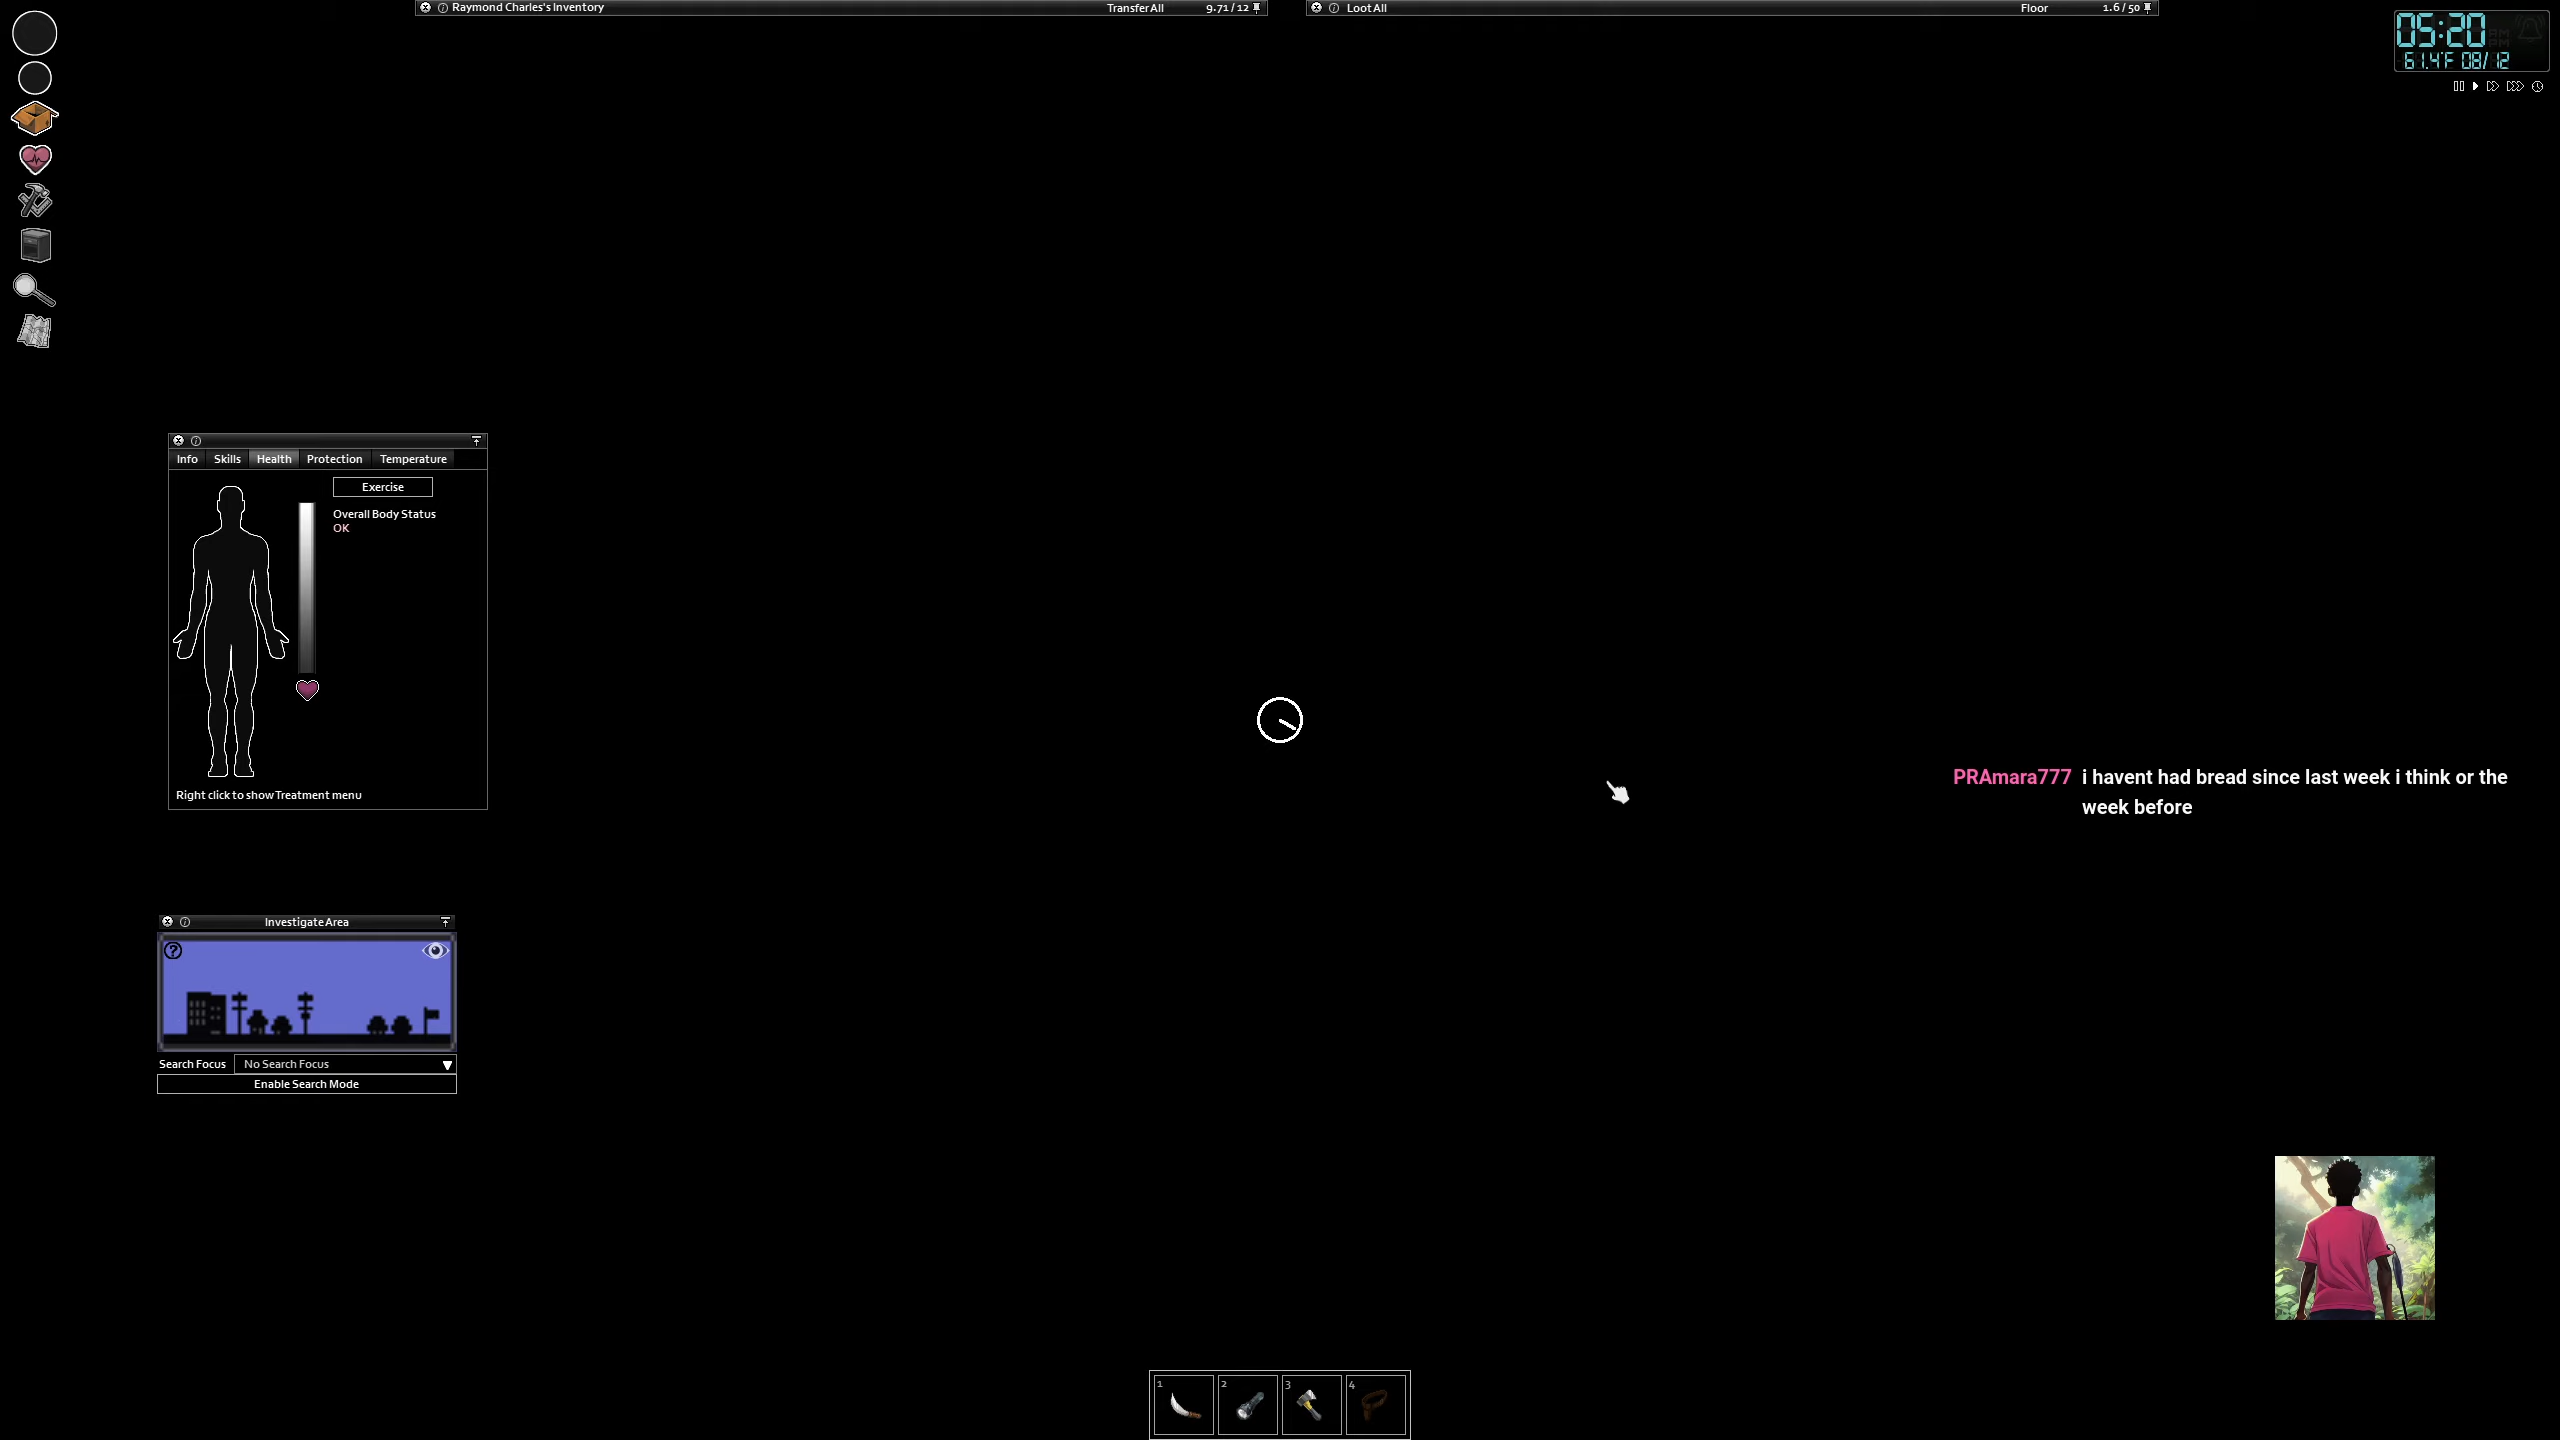 Raymond Charles's Inventory Transfer All 9.71 / 12
Loot All Floor 1.6 / 50
05:20 AM PM
61.4°F 08/12
Info Skills Health Protection Temperature
Exercise
Overall Body Status
OK
Right click to show Treatment menu
PRAmara777 i havent had bread since last week i think or the
week before
Investigate Area
?
Search Focus No Search Focus
Enable Search Mode
1 2 3 4